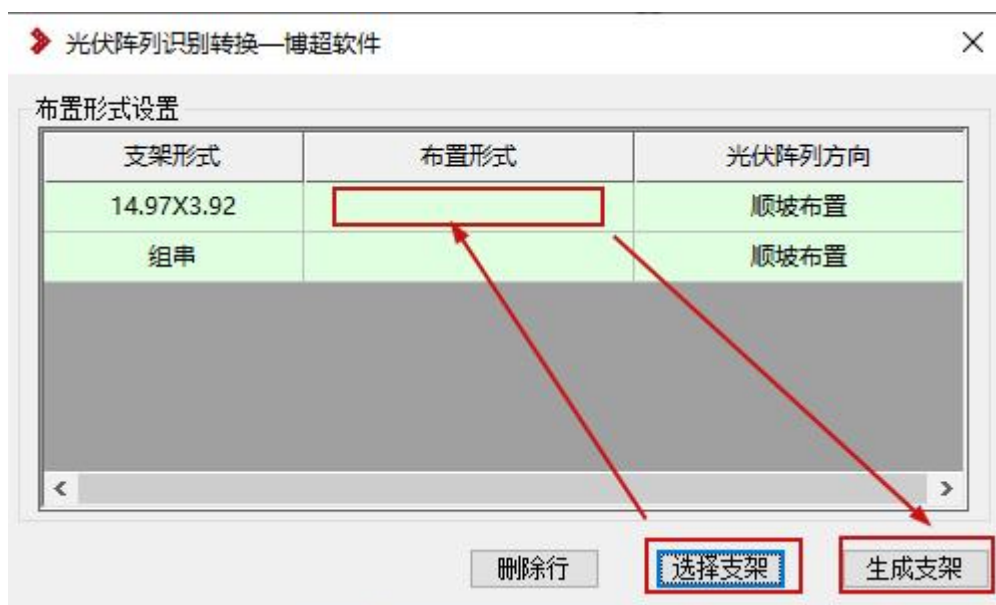 光伏阵列识别转换—博超软件
布置形式设置
支架形式 布置形式 光伏阵列方向
14.97X3.92 顺坡布置
组串 顺坡布置
删除行 选择支架 生成支架